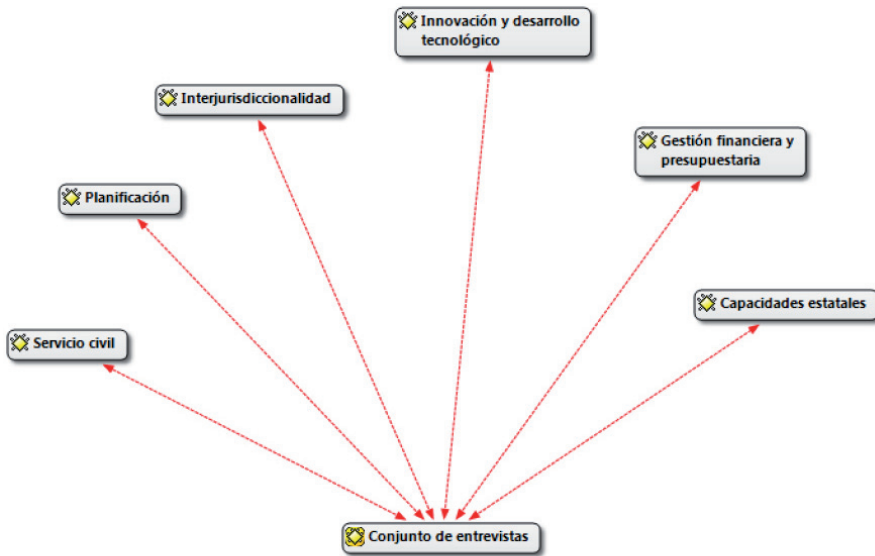 Innovación y desarrollo
tecnológico
Interjurisdiccionalidad
Gestión financiera y
presupuestaria
Planificación
Capacidades estatales
Servicio civil
Conjunto de entrevistas